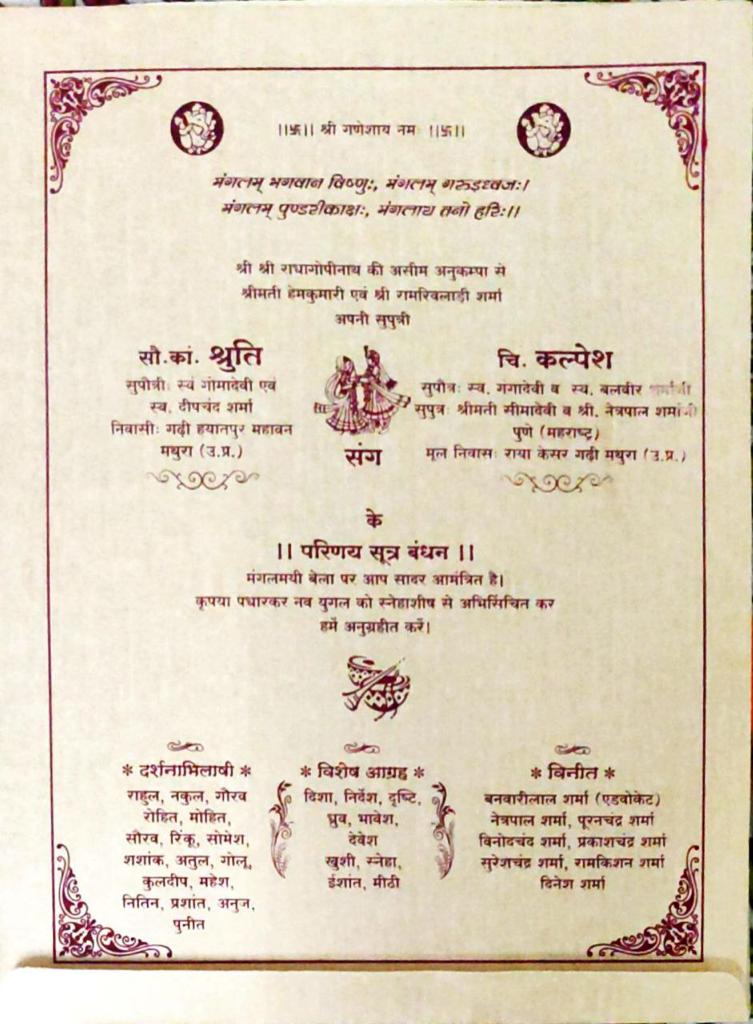 ||卐|| श्री गणेशाय नमः ||卐||
मंगलम् भगवान विष्णुः, मंगलम् गरुड़ध्वजः।
मंगलम् पुण्डरीकाक्षः, मंगलाय तनो हरिः।।
श्री श्री राधागोपीनाथ की असीम अनुकम्पा से
श्रीमती हेमकुमारी एवं श्री रामखिलाड़ी शर्मा
अपनी सुपुत्री
सौ.कां. श्रुति
सुपौत्रीः स्व गोमादेवी एवं
स्व. दीपचंद शर्मा
निवासीः गढ़ी हयातपुर महावन
मथुरा (उ.प्र.)
संग
चि. कल्पेश
सुपौत्रः स्व. गंगादेवी व स्व. बलवीर शर्माजी
सुपुत्रः श्रीमती सीमादेवी व श्री. नेत्रपाल शर्माजी
पुणे (महराष्ट्र)
मूल निवासः राया केसर गढ़ी मथुरा (उ.प्र.)
के
|| परिणय सूत्र बंधन ||
मंगलमयी बेला पर आप सादर आमंत्रित है।
कृपया पधारकर नव युगल को स्नेहाशीष से अभिसिंचित कर
हमें अनुग्रहीत करें।
* दर्शनाभिलाषी *
राहुल, नकुल, गौरव
रोहित, मोहित,
सौरव, रिंकू, सोमेश,
शशांक, अतुल, गोलू,
कुलदीप, महेश,
नितिन, प्रशांत, अनुज,
पुनीत
* विशेष आग्रह *
दिशा, निर्देश, दृष्टि,
ध्रुव, भावेश,
देवेश
खुशी, स्नेहा,
ईशांत, मीठी
* विनीत *
बनवारीलाल शर्मा (एडवोकेट)
नेत्रपाल शर्मा, पूरनचंद्र शर्मा
विनोदचंद शर्मा, प्रकाशचंद्र शर्मा
सुरेशचंद्र शर्मा, रामकिशन शर्मा
दिनेश शर्मा